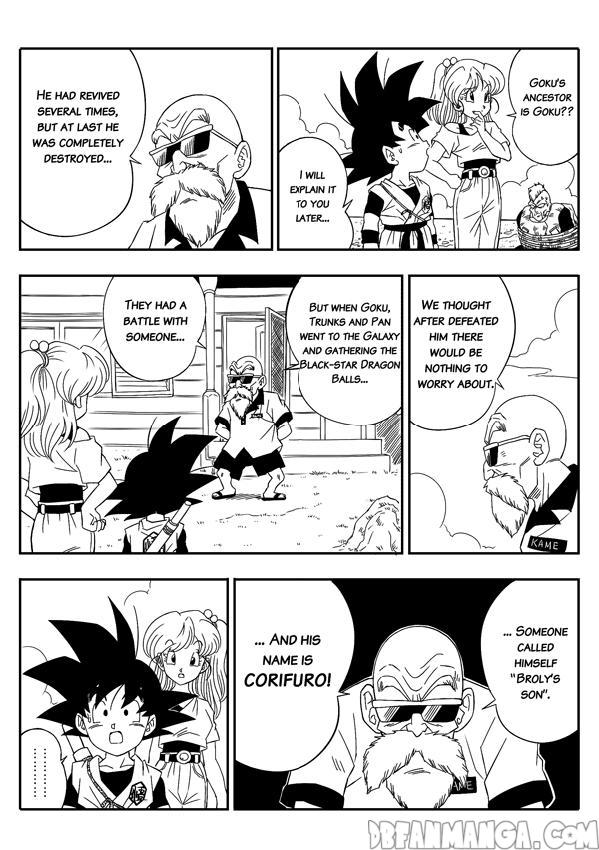 GOKU'S
ANCESTOR
IS GOKU??
I WILL
EXPLAIN IT
TO YOU
LATER...
HE HAD REVIVED
SEVERAL TIMES,
BUT AT LAST HE
WAS COMPLETELY
DESTROYED...
WE THOUGHT
AFTER DEFEATED
HIM THERE
WOULD BE
NOTHING TO
WORRY ABOUT.
KAME
BUT WHEN GOKU,
TRUNKS AND PAN
WENT TO THE GALAXY
AND GATHERING THE
BLACK-STAR DRAGON
BALLS...
THEY HAD A
BATTLE WITH
SOMEONE...
... SOMEONE
CALLED
HIMSELF
"BROLY'S
SON".
... AND HIS
NAME IS
CORIFURO!
KAME
悟
DBFANMANGA.COM